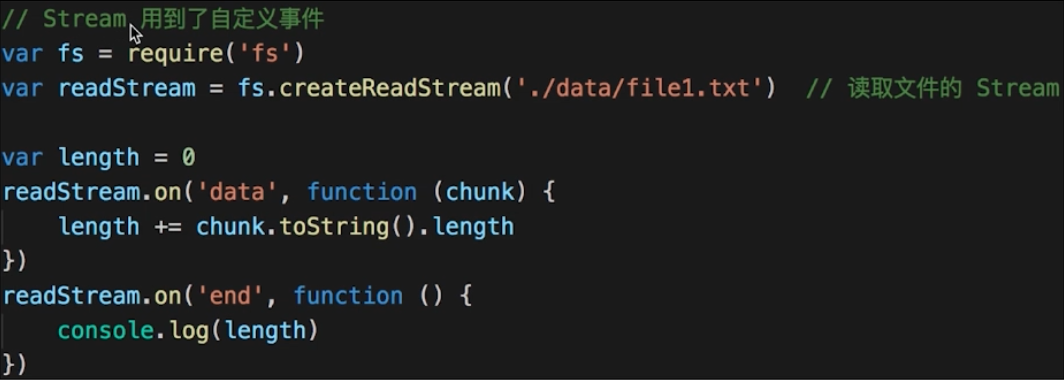 // Stream 用到了自定义事件
var fs = require('fs')
var readStream = fs.createReadStream('./data/file1.txt')  // 读取文件的 Stream
var length = 0
readStream.on('data', function (chunk) {
    length += chunk.toString().length
})
readStream.on('end', function () {
    console.log(length)
})